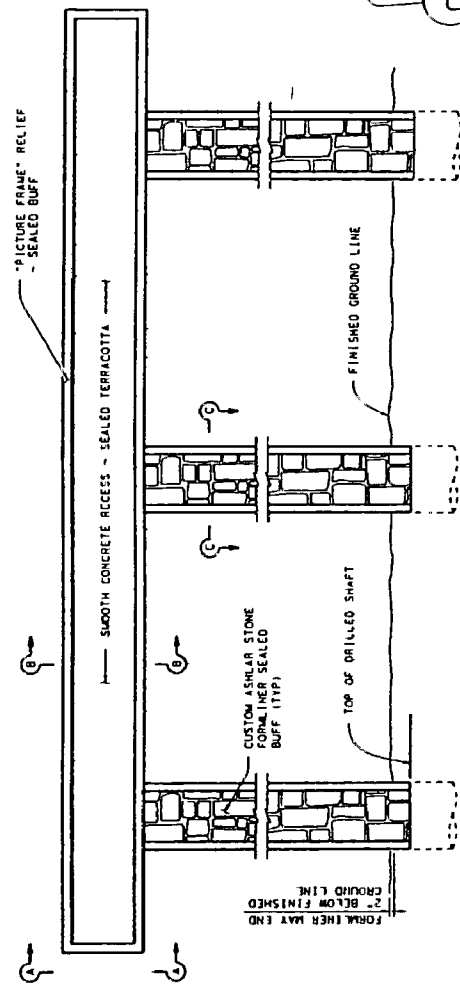 "PICTURE FRAME" RELIEF
- SEALED BUFF
SMOOTH CONCRETE RECESS - SEALED TERRACOTTA
A
A
B
B
C
C
CUSTOM ASHLAR STONE
FORMLINER SEALED
BUFF (TYP)
FINISHED GROUND LINE
TOP OF DRILLED SHAFT
FORMLINER MAY END
2" BELOW FINISHED
GROUND LINE